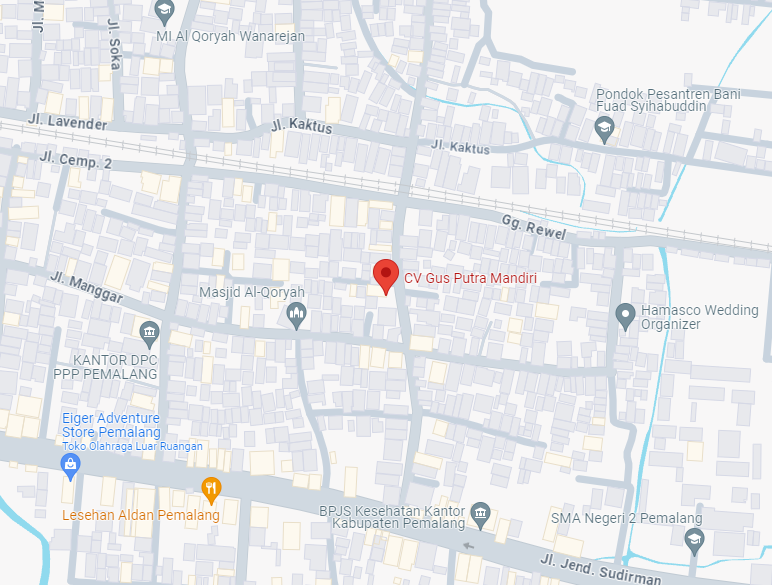 MI Al Qoryah Wanarejan
Jl. Soka
Pondok Pesantren Bani
Fuad Syihabuddin
Jl. Lavender
Jl. Kaktus
Jl. Kaktus
Jl. Cemp. 2
Gg. Rewel
Jl. Manggar
Masjid Al-Qoryah
CV Gus Putra Mandiri
Hamasco Wedding
Organizer
KANTOR DPC
PPP PEMALANG
Eiger Adventure
Store Pemalang
Toko Olahraga Luar Ruangan
Lesehan Aldan Pemalang
BPJS Kesehatan Kantor
Kabupaten Pemalang
SMA Negeri 2 Pemalang
Jl. Jend. Sudirman